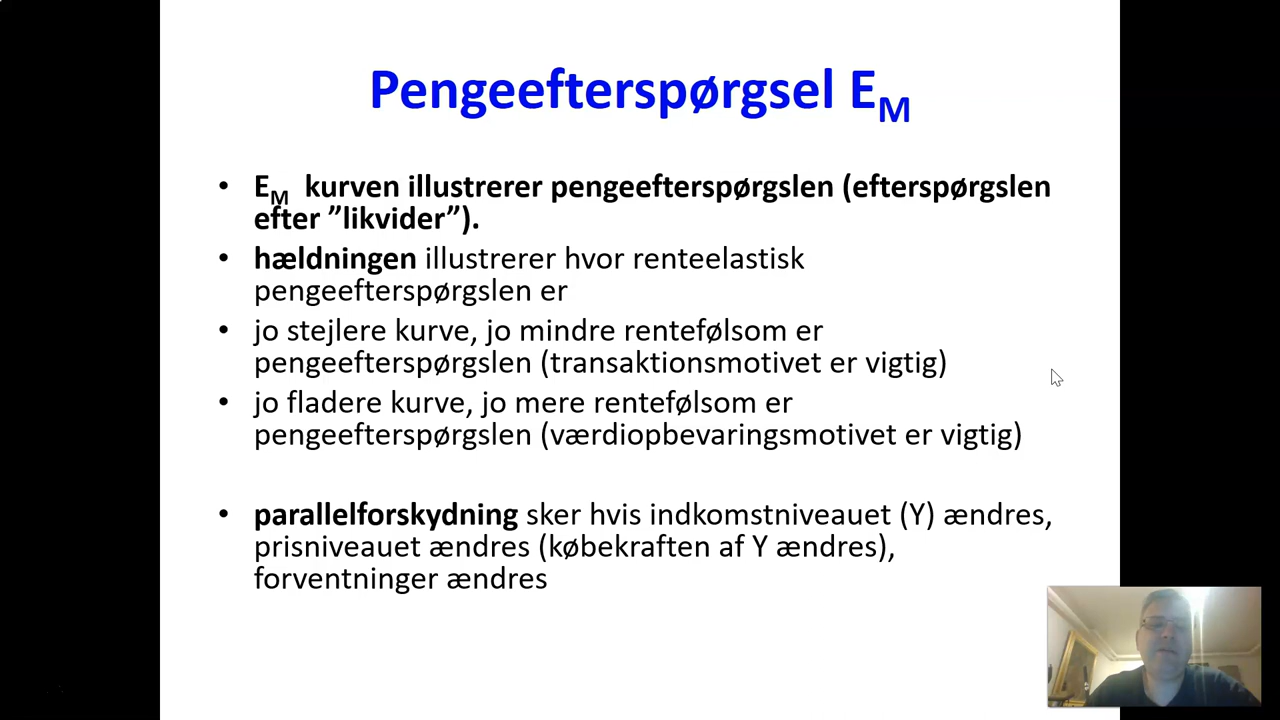 Pengeefterspørgsel EM
• EM kurven illustrerer pengeefterspørgslen (efterspørgslen
efter ”likvider”).
• hældningen illustrerer hvor renteelastisk
pengeefterspørgslen er
• jo stejlere kurve, jo mindre rentefølsom er
pengeefterspørgslen (transaktionsmotivet er vigtig)
• jo fladere kurve, jo mere rentefølsom er
pengeefterspørgslen (værdiopbevaringsmotivet er vigtig)
• parallelforskydning sker hvis indkomstniveauet (Y) ændres,
prisniveauet ændres (købekraften af Y ændres),
forventninger ændres